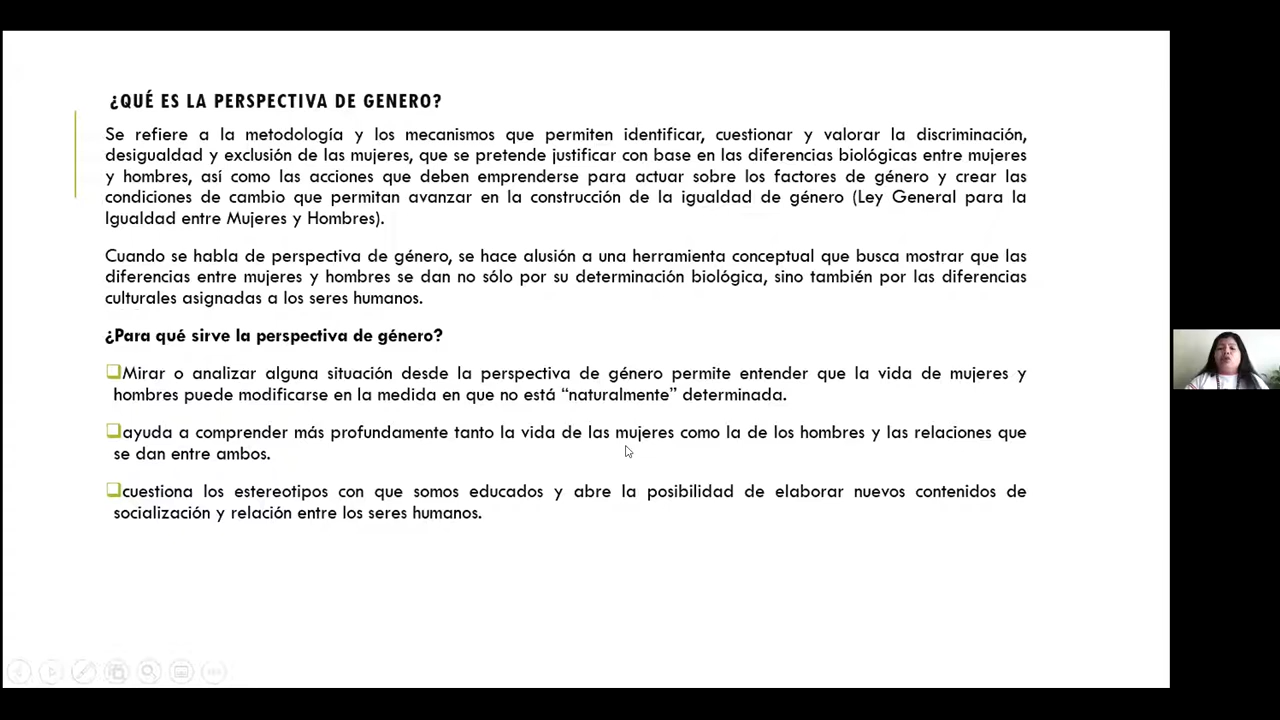 ¿QUÉ ES LA PERSPECTIVA DE GENERO?
Se refiere a la metodología y los mecanismos que permiten identificar, cuestionar y valorar la discriminación,
desigualdad y exclusión de las mujeres, que se pretende justificar con base en las diferencias biológicas entre mujeres
y hombres, así como las acciones que deben emprenderse para actuar sobre los factores de género y crear las
condiciones de cambio que permitan avanzar en la construcción de la igualdad de género (Ley General para la
Igualdad entre Mujeres y Hombres).
Cuando se habla de perspectiva de género, se hace alusión a una herramienta conceptual que busca mostrar que las
diferencias entre mujeres y hombres se dan no sólo por su determinación biológica, sino también por las diferencias
culturales asignadas a los seres humanos.
¿Para qué sirve la perspectiva de género?
Mirar o analizar alguna situación desde la perspectiva de género permite entender que la vida de mujeres y
hombres puede modificarse en la medida en que no está “naturalmente” determinada.
ayuda a comprender más profundamente tanto la vida de las mujeres como la de los hombres y las relaciones que
se dan entre ambos.
cuestiona los estereotipos con que somos educados y abre la posibilidad de elaborar nuevos contenidos de
socialización y relación entre los seres humanos.